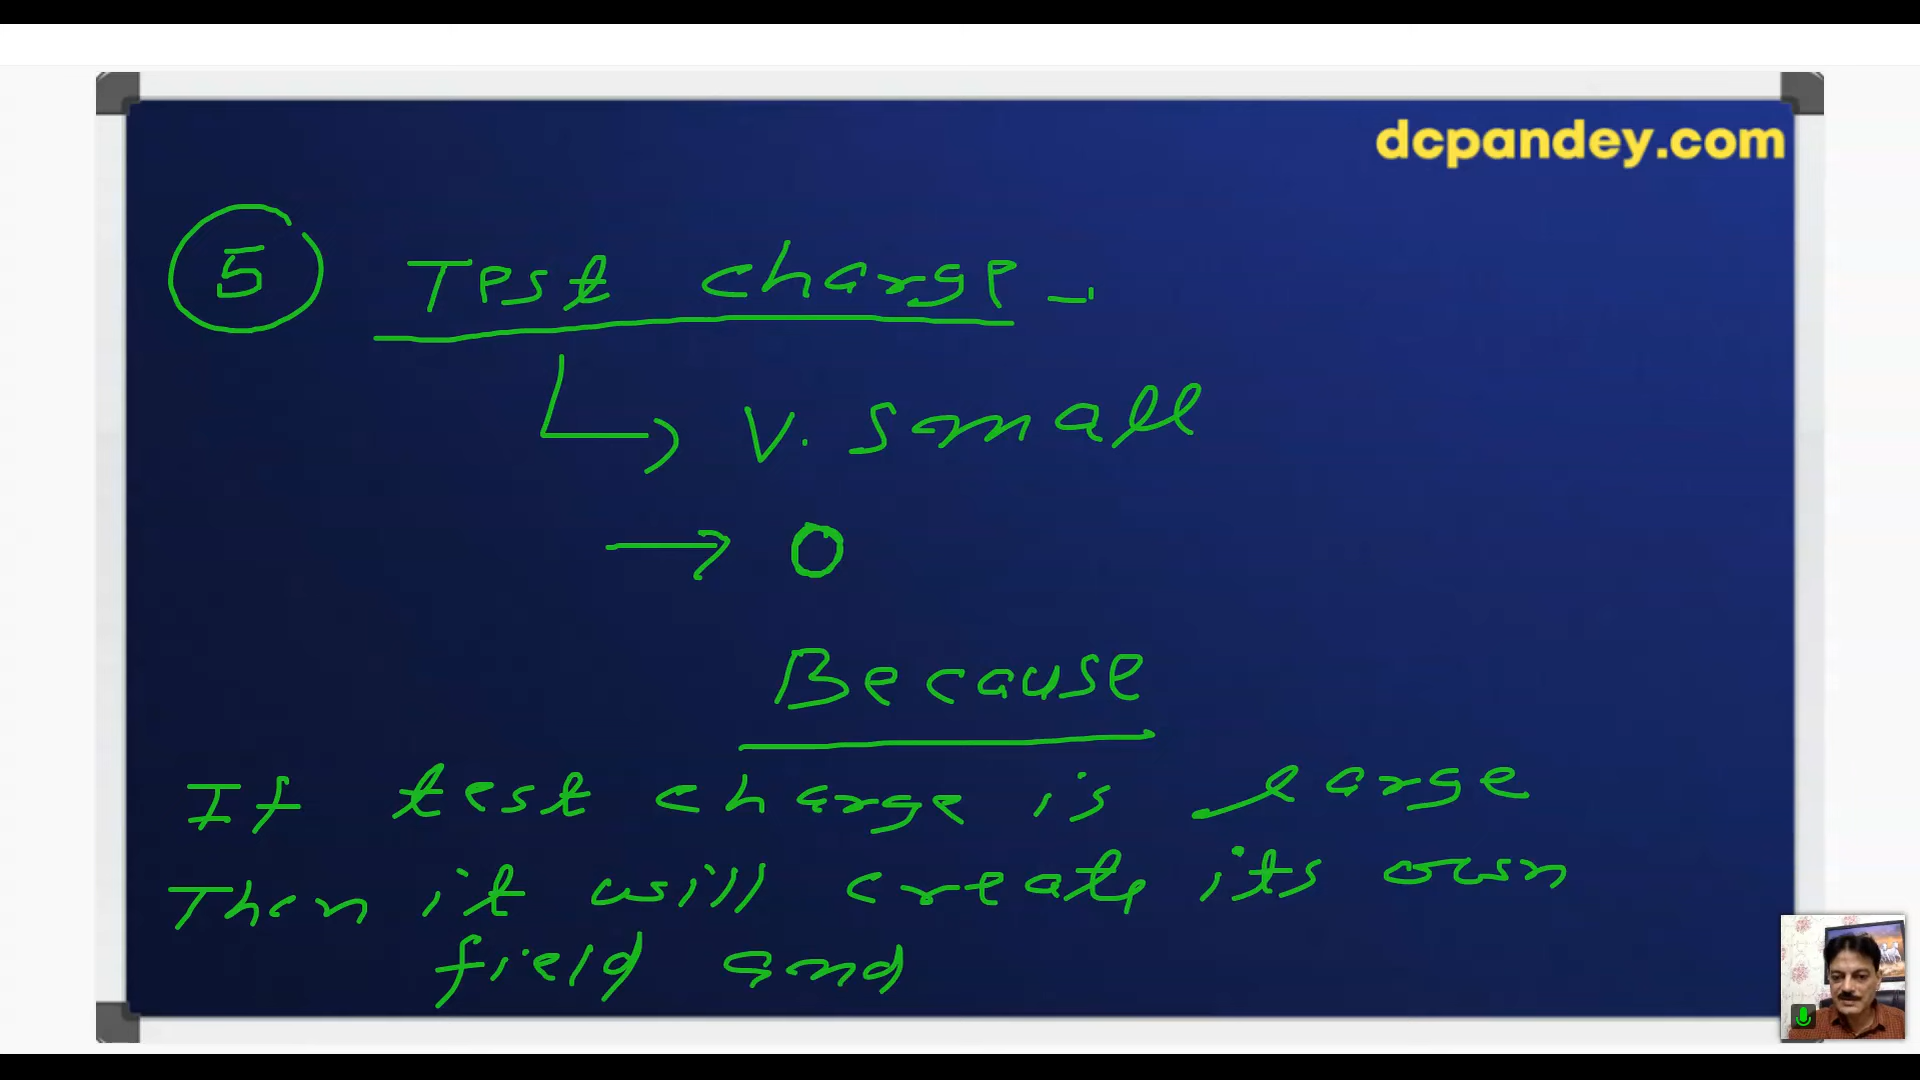 dcpandey.com
5 Test charge -
V. small
→ 0
Because
If test charge is large
Then it will create its own
field and